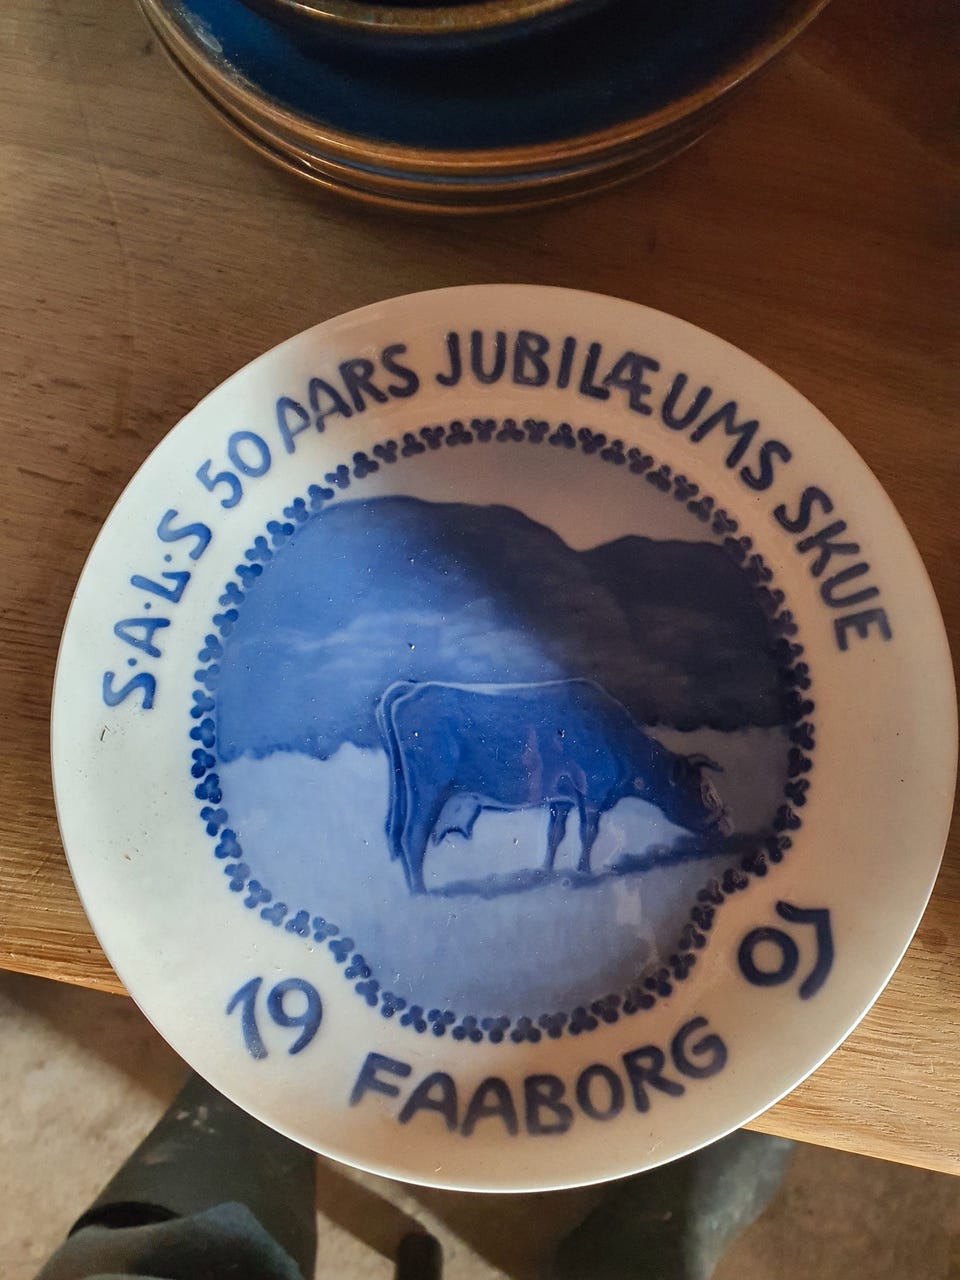 S·A·L·S 50 AARS JUBILÆUMS SKUE
19 07
FAABORG